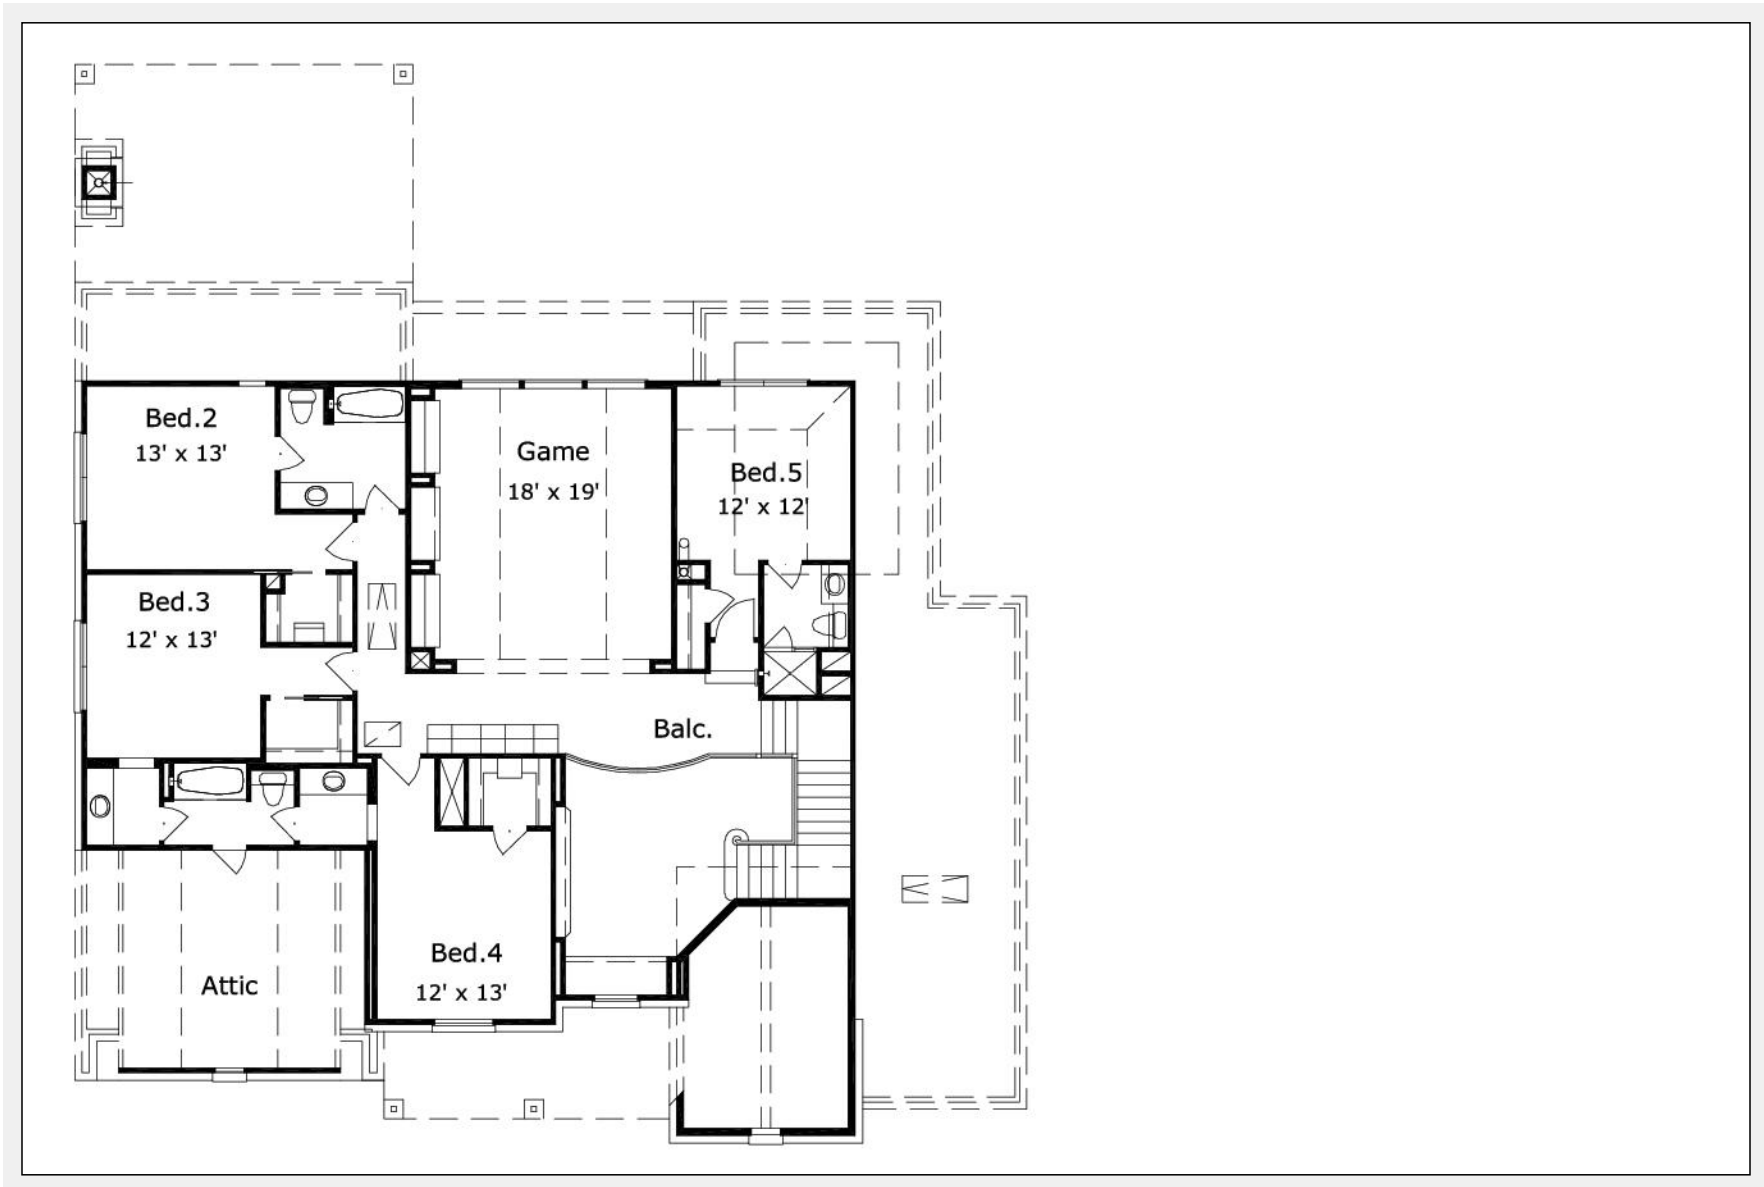 Bed.2
13' x 13'
Game
18' x 19'
Bed.5
12' x 12'
Bed.3
12' x 13'
Balc.
Bed.4
12' x 13'
Attic